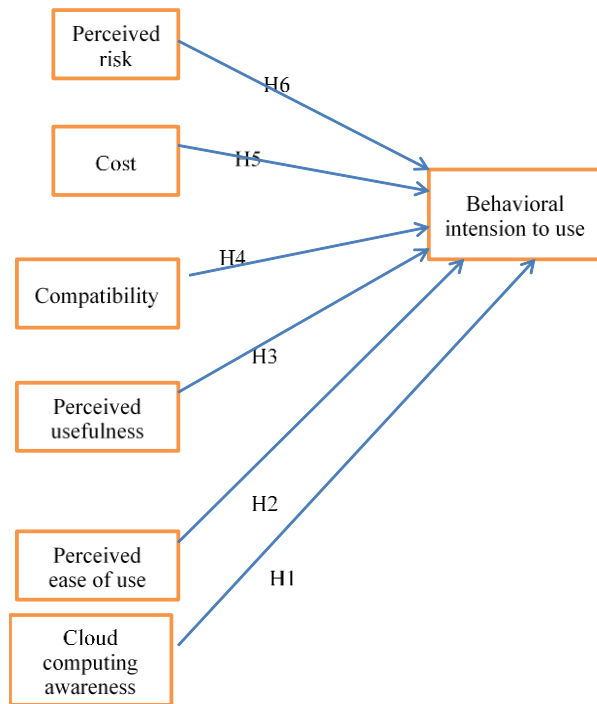 Perceived
risk
H6
Cost
H5
Behavioral
intension to use
H4
Compatibility
H3
Perceived
usefulness
H2
Perceived
ease of use
H1
Cloud
computing
awareness